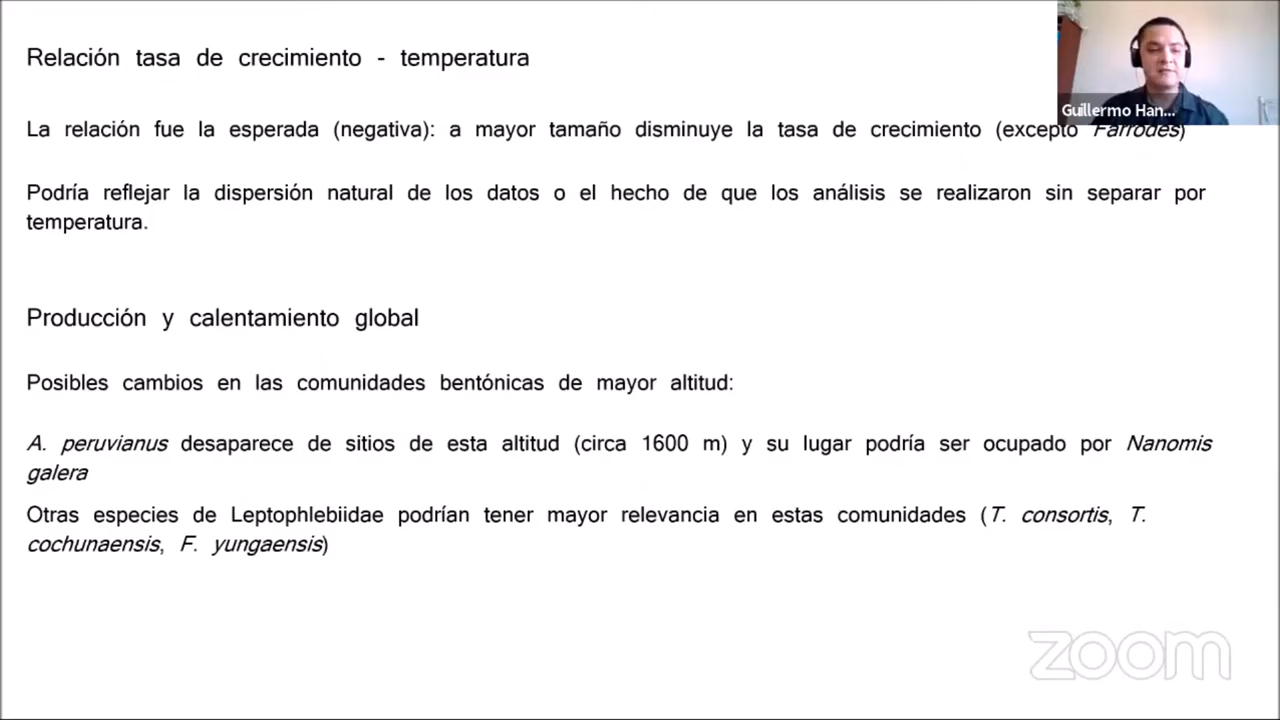 Relación tasa de crecimiento - temperatura
Guillermo Han...
La relación fue la esperada (negativa): a mayor tamaño disminuye la tasa de crecimiento (excepto Farrodes)
Podría reflejar la dispersión natural de los datos o el hecho de que los análisis se realizaron sin separar por
temperatura.
Producción y calentamiento global
Posibles cambios en las comunidades bentónicas de mayor altitud:
A. peruvianus desaparece de sitios de esta altitud (circa 1600 m) y su lugar podría ser ocupado por Nanomis
galera
Otras especies de Leptophlebiidae podrían tener mayor relevancia en estas comunidades (T. consortis, T.
cochunaensis, F. yungaensis)
zoom